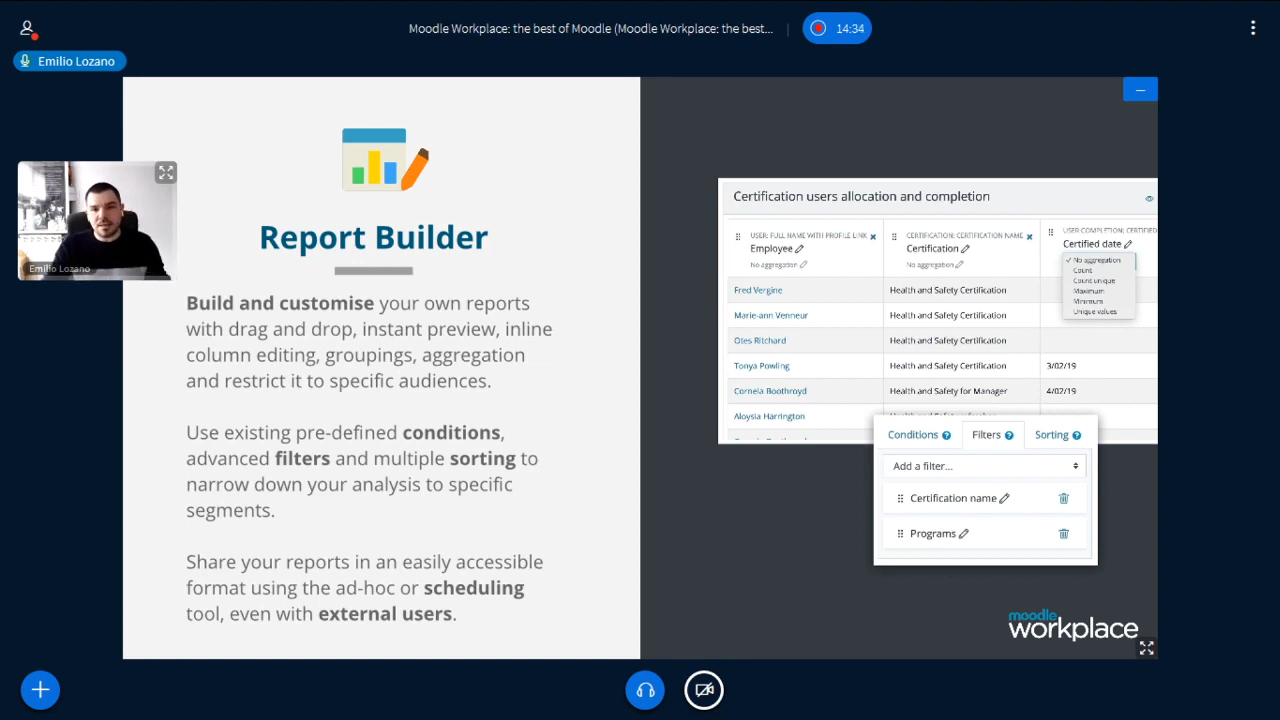 Moodle Workplace: the best of Moodle (Moodle Workplace: the best...
14:34
Emilio Lozano
Emilio Lozano
Report Builder
Build and customise your own reports
with drag and drop, instant preview, inline
column editing, groupings, aggregation
and restrict it to specific audiences.
Use existing pre-defined conditions,
advanced filters and multiple sorting to
narrow down your analysis to specific
segments.
Share your reports in an easily accessible
format using the ad-hoc or scheduling
tool, even with external users.
Certification users allocation and completion
USER: FULL NAME WITH PROFILE LINK
Employee
No aggregation
CERTIFICATION: CERTIFICATION NAME
Certification
No aggregation
USER COMPLETION: CERTIFIED
Certified date
No aggregation
Count
Count unique
Maximum
Minimum
Unique values
Fred Vergine Health and Safety Certification
Marie-ann Venneur Health and Safety Certification
Otes Ritchard Health and Safety Certification
Tonya Powling Health and Safety Certification 3/02/19
Cornela Boothroyd Health and Safety for Manager 4/02/19
Aloysia Harrington
Conditions Filters Sorting
Add a filter...
Certification name
Programs
moodle
workplace